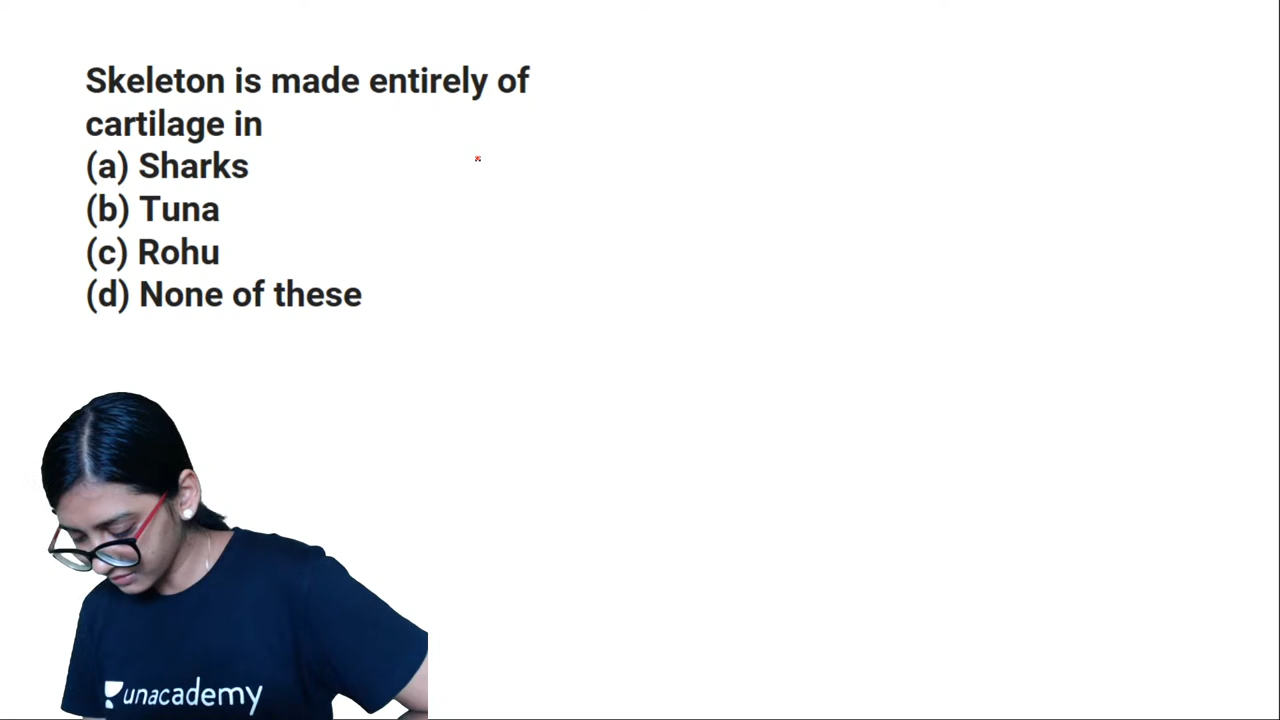 Skeleton is made entirely of
cartilage in
(a) Sharks
(b) Tuna
(c) Rohu
(d) None of these
unacademy